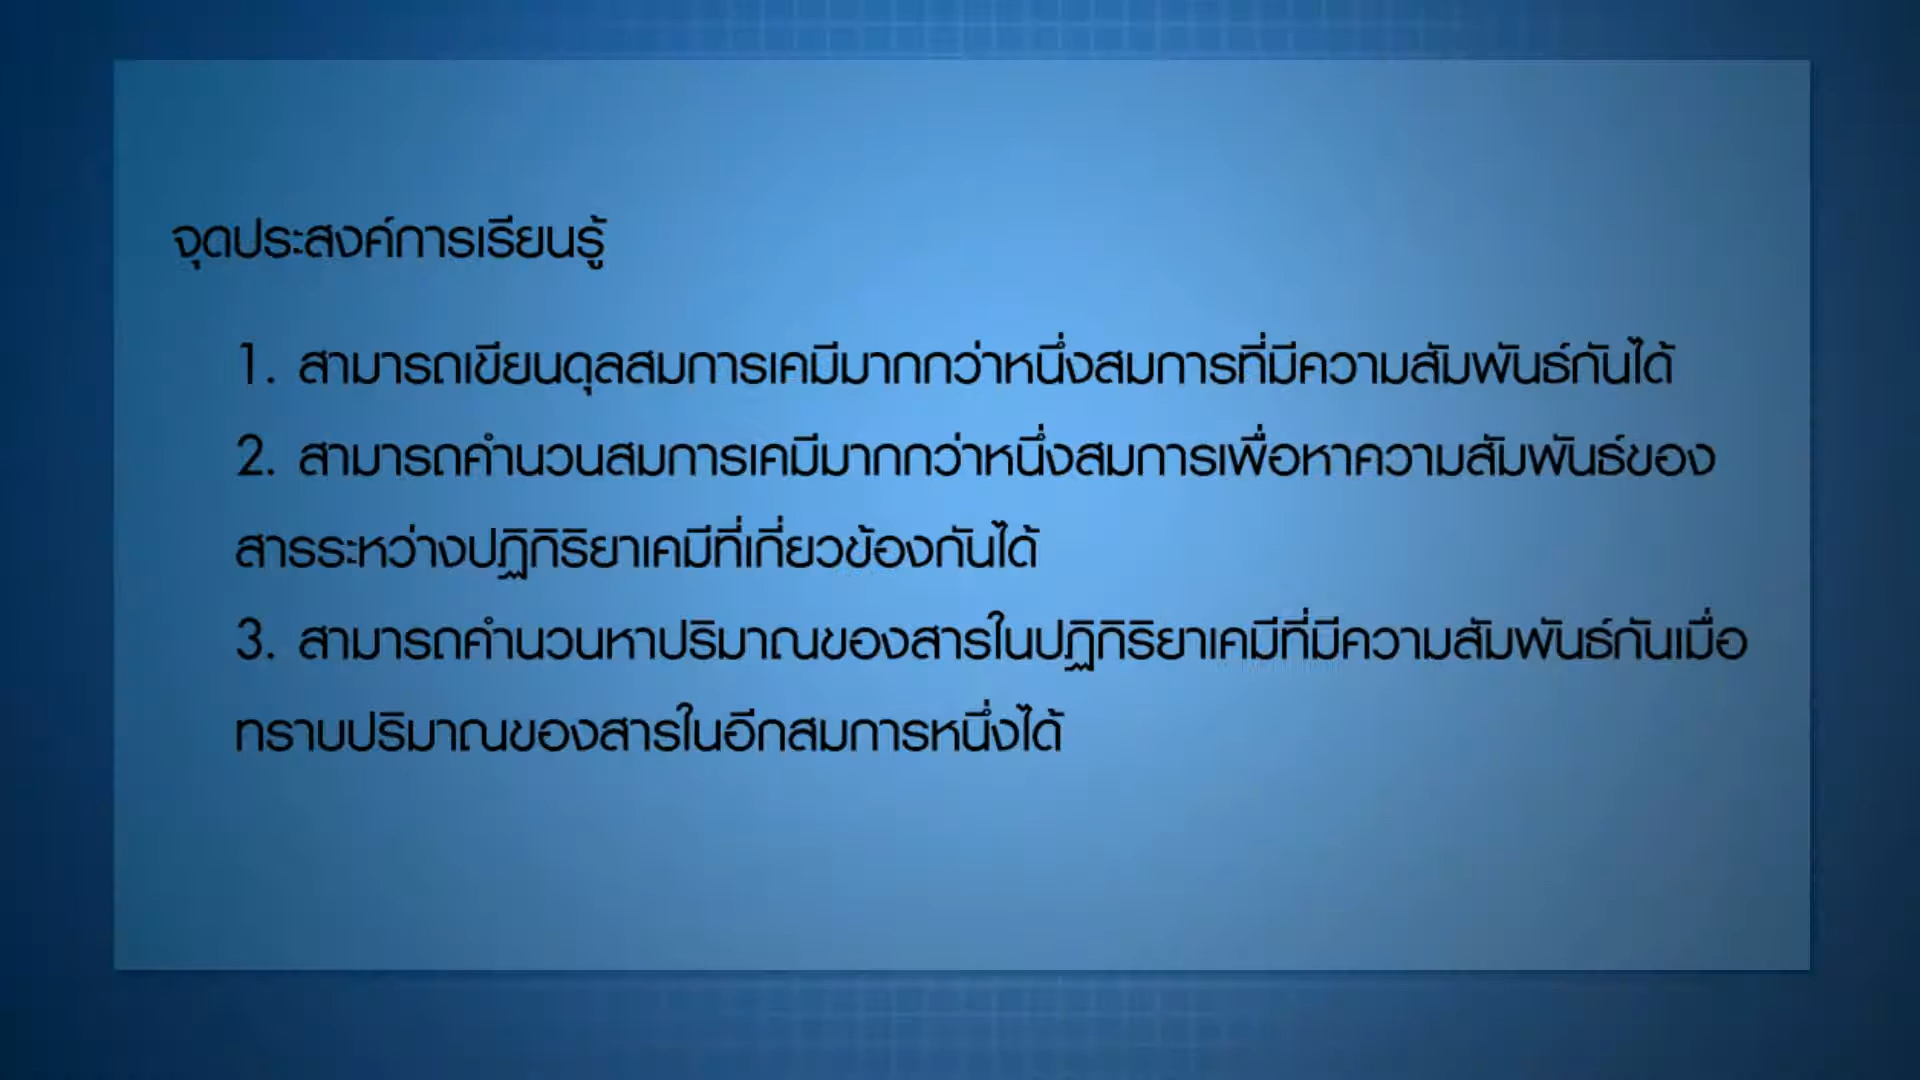 จุดประสงค์การเรียนรู้
1. สามารถเขียนดุลสมการเคมีมากกว่าหนึ่งสมการที่มีความสัมพันธ์กันได้
2. สามารถคำนวนสมการเคมีมากกว่าหนึ่งสมการเพื่อหาความสัมพันธ์ของ
สารระหว่างปฏิกิริยาเคมีที่เกี่ยวข้องกันได้
3. สามารถคำนวนหาปริมาณของสารในปฏิกิริยาเคมีที่มีความสัมพันธ์กันเมื่อ
ทราบปริมาณของสารในอีกสมการหนึ่งได้